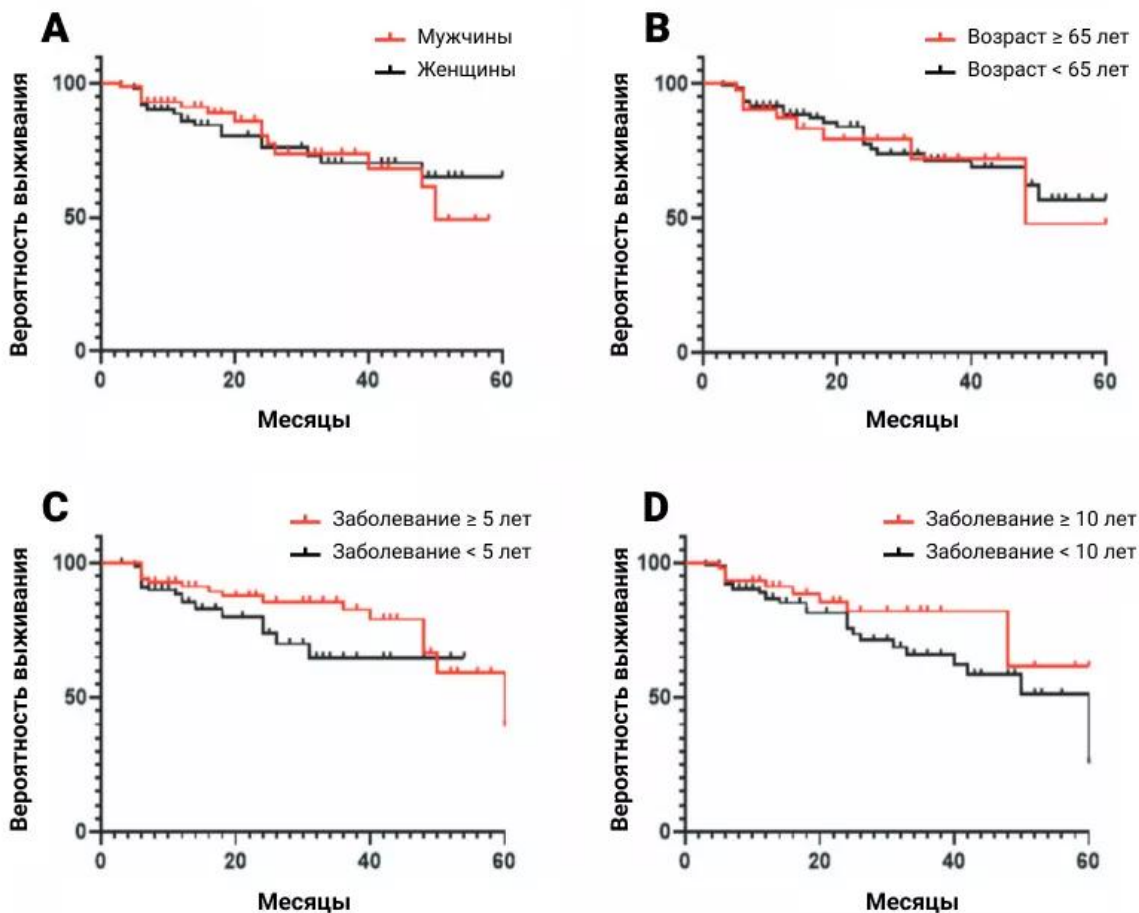 A
Мужчины
Женщины
Вероятность выживания
100
50
0
0 20 40 60
Месяцы
B
Возраст ≥ 65 лет
Возраст < 65 лет
Вероятность выживания
100
50
0
0 20 40 60
Месяцы
C
Заболевание ≥ 5 лет
Заболевание < 5 лет
Вероятность выживания
100
50
0
0 20 40 60
Месяцы
D
Заболевание ≥ 10 лет
Заболевание < 10 лет
Вероятность выживания
100
50
0
0 20 40 60
Месяцы